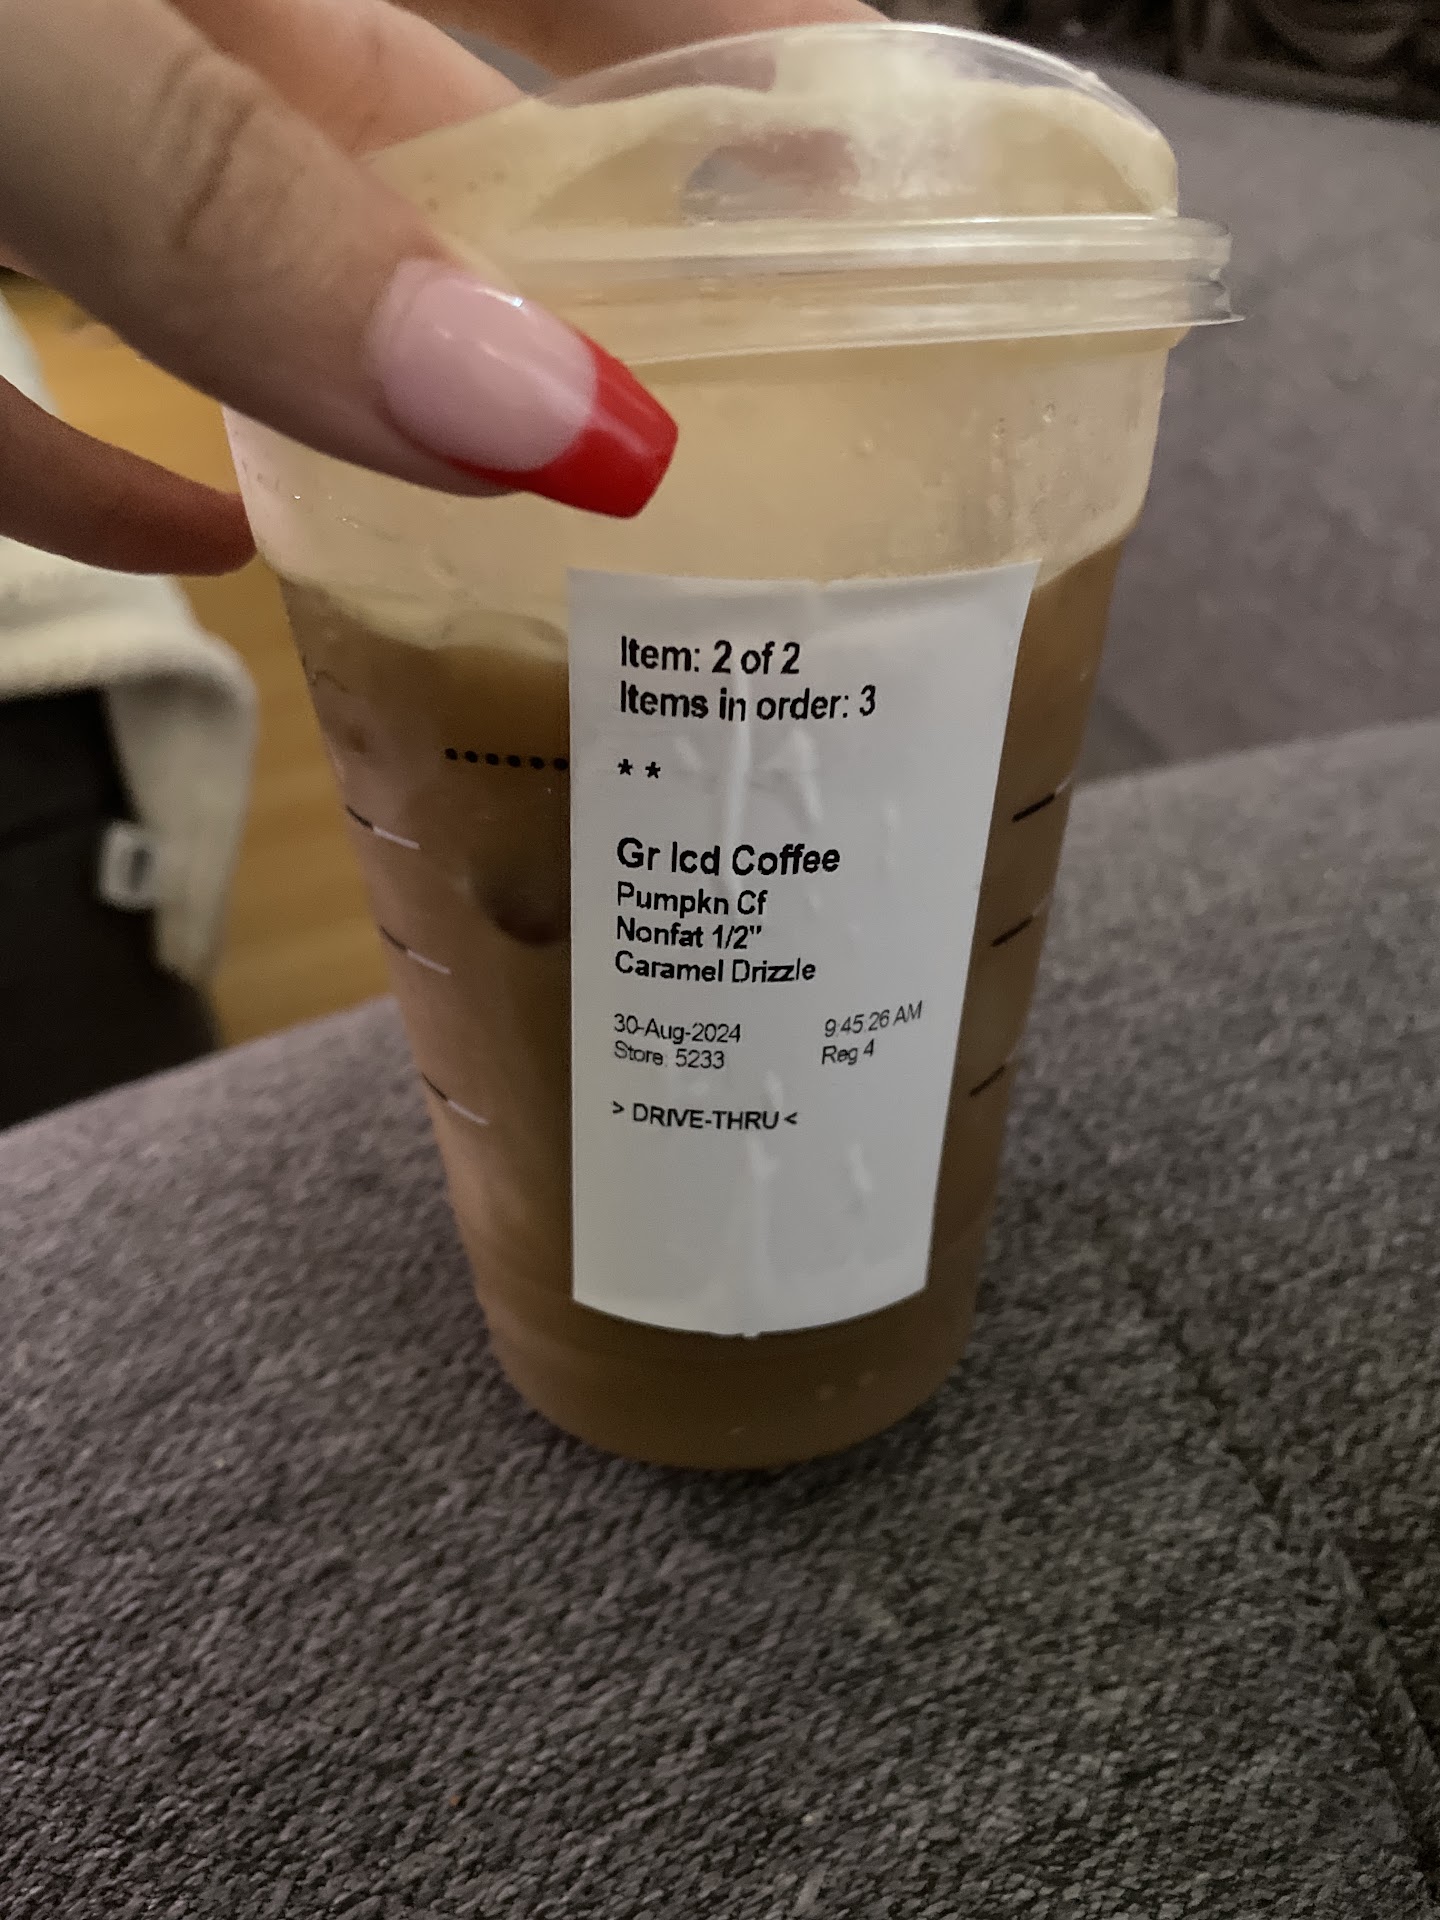 Item: 2 of 2
Items in order: 3
* *
Gr Icd Coffee
Pumpkn Cf
Nonfat 1/2"
Caramel Drizzle
30-Aug-2024 9:45:26 AM
Store: 5233 Reg 4
> DRIVE-THRU <